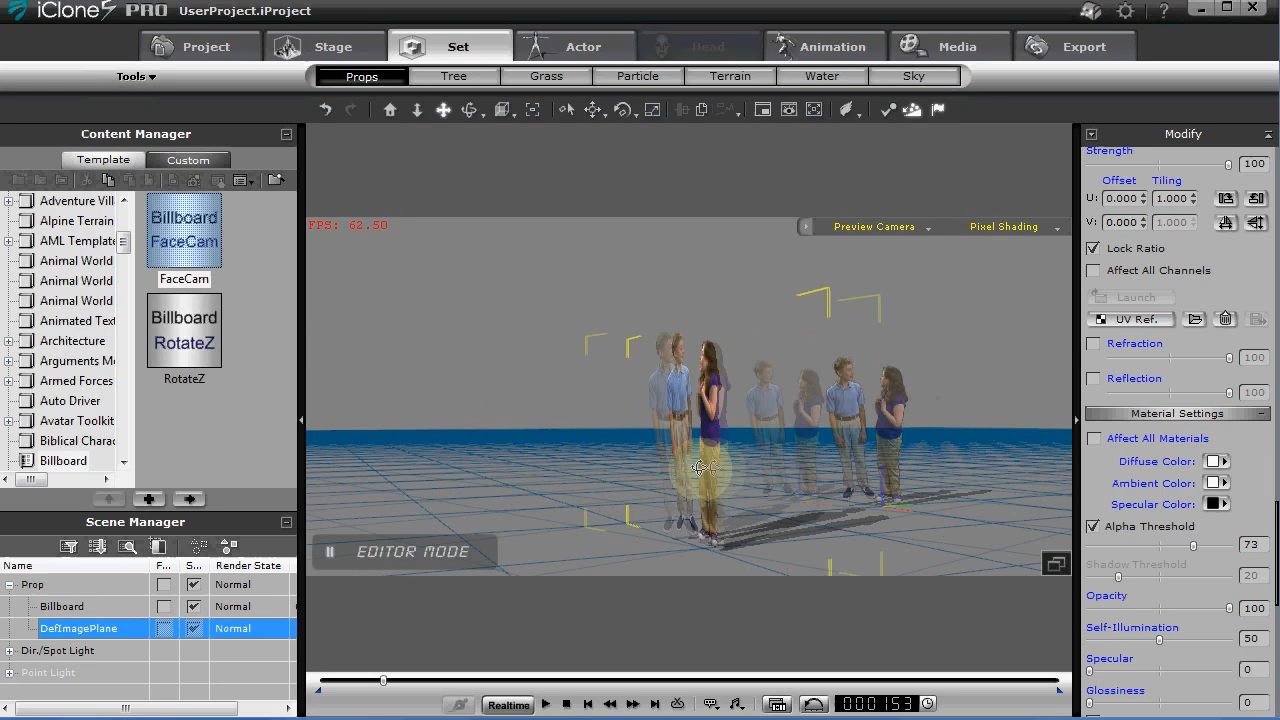 iClone5 PRO UserProject.iProject
Project Stage Set Actor Head Animation Media Export
Tools Props Tree Grass Particle Terrain Water Sky
Content Manager
Template Custom
Adventure Vill
Alpine Terrain
AML Template
Animal World
Animal World
Animal World
Animated Text
Architecture
Arguments Mo
Armed Forces
Auto Driver
Avatar Toolkit
Biblical Charac
Billboard
Billboard
FaceCam
FaceCam
Billboard
RotateZ
RotateZ
Scene Manager
Name F... S... Render State
Prop Normal
Billboard Normal
DefImagePlane Normal
Dir./Spot Light
Point Light
FPS: 62.50
Preview Camera Pixel Shading
EDITOR MODE
Realtime 000153
Modify
Strength 100
Offset Tiling
U: 0.000 1.000
V: 0.000 1.000
Lock Ratio
Affect All Channels
Launch
UV Ref.
Refraction
100
Reflection
100
Material Settings
Affect All Materials
Diffuse Color:
Ambient Color:
Specular Color:
Alpha Threshold
73
Shadow Threshold
20
Opacity
100
Self-Illumination
50
Specular
0
Glossiness
0